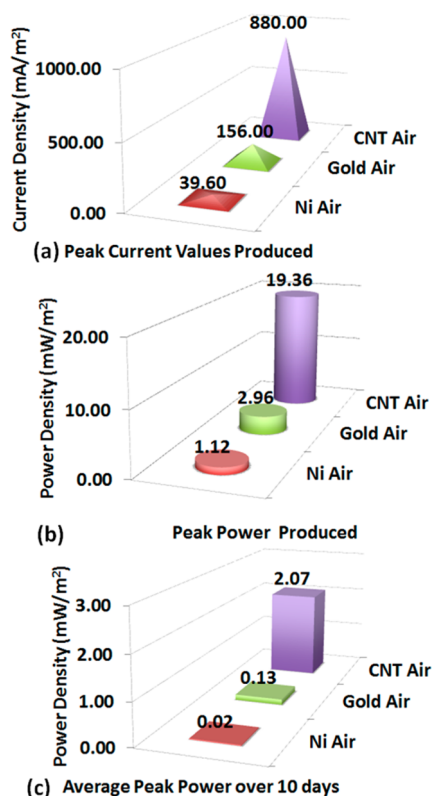 880.00
1000.00
500.00
0.00
Current Density (mA/m²)
156.00
39.60
CNT Air
Gold Air
Ni Air
(a) Peak Current Values Produced
19.36
20.00
10.00
0.00
Power Density (mW/m²)
2.96
1.12
CNT Air
Gold Air
Ni Air
(b) Peak Power Produced
2.07
3.00
2.00
1.00
0.00
Power Density (mW/m²)
0.13
0.02
CNT Air
Gold Air
Ni Air
(c) Average Peak Power over 10 days